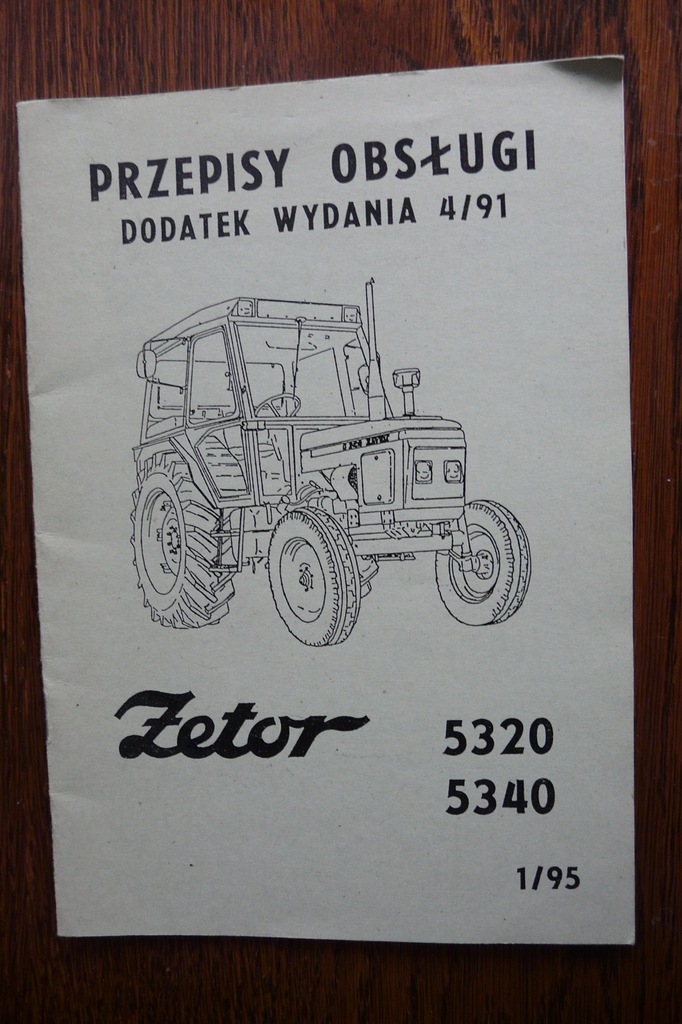 PRZEPISY OBSŁUGI
DODATEK WYDANIA 4/91
Zetor
5320
5340
1/95